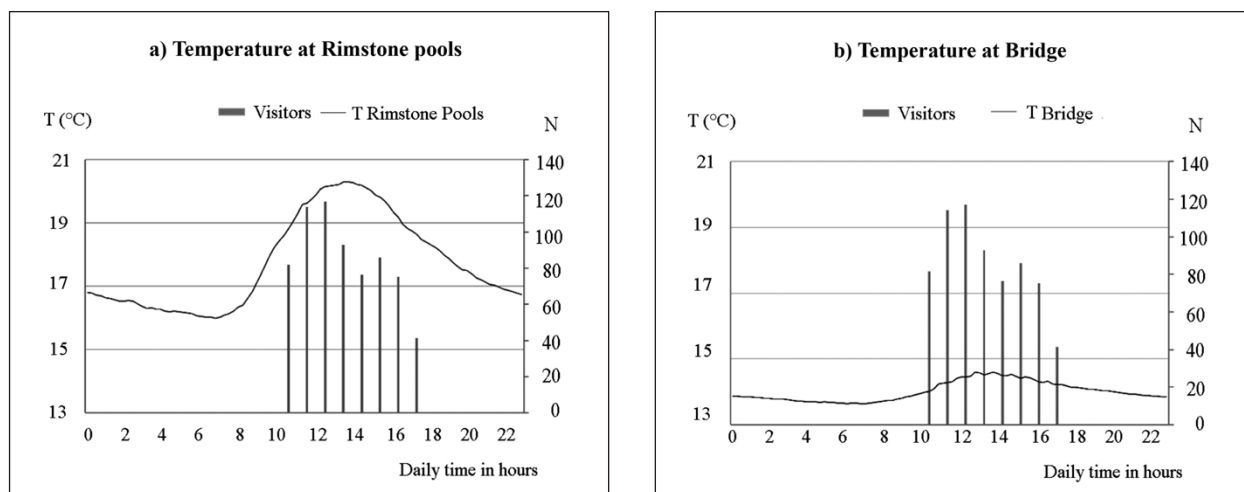 a) Temperature at Rimstone pools
T (°C)
Visitors
T Rimstone Pools
N
21
19
17
15
13
140
120
100
80
60
40
20
0
0 2 4 6 8 10 12 14 16 18 20 22
Daily time in hours
b) Temperature at Bridge
T (°C)
Visitors
T Bridge
N
21
19
17
15
13
140
120
100
80
60
40
20
0
0 2 4 6 8 10 12 14 16 18 20 22
Daily time in hours